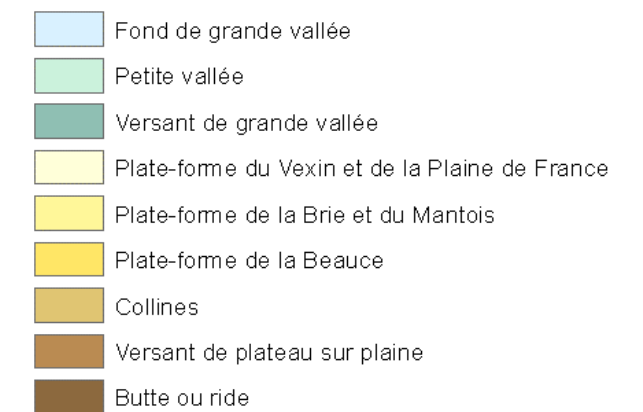 Fond de grande vallée
Petite vallée
Versant de grande vallée
Plate-forme du Vexin et de la Plaine de France
Plate-forme de la Brie et du Mantois
Plate-forme de la Beauce
Collines
Versant de plateau sur plaine
Butte ou ride